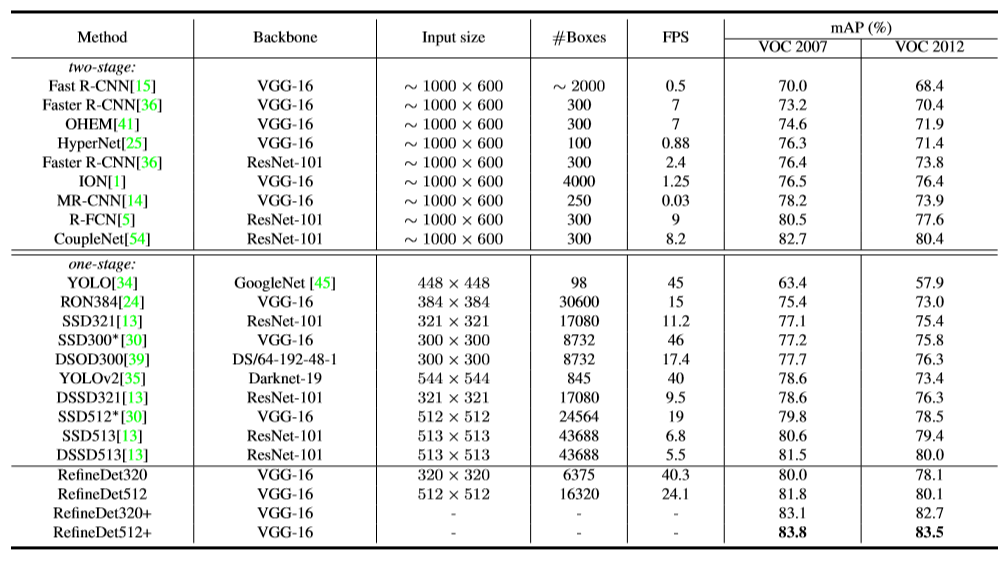 Method Backbone Input size #Boxes FPS mAP (%)
VOC 2007 VOC 2012
two-stage:
Fast R-CNN[15] VGG-16 ∼ 1000 × 600 ∼ 2000 0.5 70.0 68.4
Faster R-CNN[36] VGG-16 ∼ 1000 × 600 300 7 73.2 70.4
OHEM[41] VGG-16 ∼ 1000 × 600 300 7 74.6 71.9
HyperNet[25] VGG-16 ∼ 1000 × 600 100 0.88 76.3 71.4
Faster R-CNN[36] ResNet-101 ∼ 1000 × 600 300 2.4 76.4 73.8
ION[1] VGG-16 ∼ 1000 × 600 4000 1.25 76.5 76.4
MR-CNN[14] VGG-16 ∼ 1000 × 600 250 0.03 78.2 73.9
R-FCN[5] ResNet-101 ∼ 1000 × 600 300 9 80.5 77.6
CoupleNet[54] ResNet-101 ∼ 1000 × 600 300 8.2 82.7 80.4
one-stage:
YOLO[34] GoogleNet [45] 448 × 448 98 45 63.4 57.9
RON384[24] VGG-16 384 × 384 30600 15 75.4 73.0
SSD321[13] ResNet-101 321 × 321 17080 11.2 77.1 75.4
SSD300*[30] VGG-16 300 × 300 8732 46 77.2 75.8
DSOD300[39] DS/64-192-48-1 300 × 300 8732 17.4 77.7 76.3
YOLOv2[35] Darknet-19 544 × 544 845 40 78.6 73.4
DSSD321[13] ResNet-101 321 × 321 17080 9.5 78.6 76.3
SSD512*[30] VGG-16 512 × 512 24564 19 79.8 78.5
SSD513[13] ResNet-101 513 × 513 43688 6.8 80.6 79.4
DSSD513[13] ResNet-101 513 × 513 43688 5.5 81.5 80.0
RefineDet320 VGG-16 320 × 320 6375 40.3 80.0 78.1
RefineDet512 VGG-16 512 × 512 16320 24.1 81.8 80.1
RefineDet320+ VGG-16 - - - 83.1 82.7
RefineDet512+ VGG-16 - - - 83.8 83.5